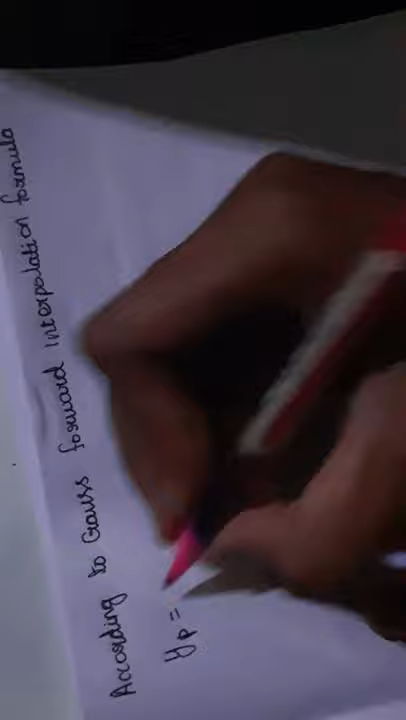 According to Gauss forward interpolation formula
yp =